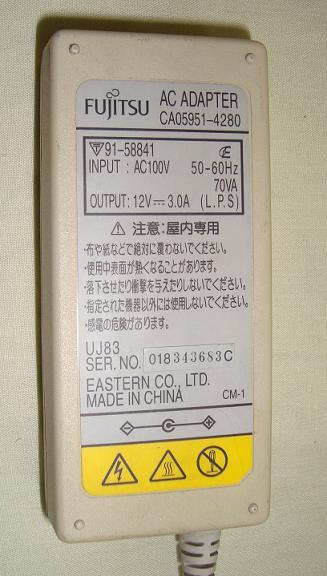 FUJITSU AC ADAPTER
CA05951-4280
91-58841
INPUT : AC100V 50-60Hz
70VA
OUTPUT: 12V⎓3.0A (L.P.S)
⚠ 注意:屋内専用
・布や紙などで絶対に覆わないでください。
・使用中表面が熱くなることがあります。
・落下させたり衝撃を与えたりしないでください。
・指定された機器以外には使用しないでください。
・感電の危険があります。
UJ83
SER. NO. 018343683C
EASTERN CO., LTD.
MADE IN CHINA CM-1